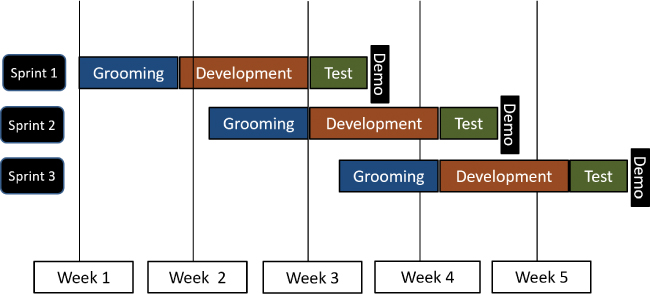 Sprint 1
Grooming
Development
Test
Demo
Sprint 2
Grooming
Development
Test
Demo
Sprint 3
Grooming
Development
Test
Demo
Week 1
Week 2
Week 3
Week 4
Week 5